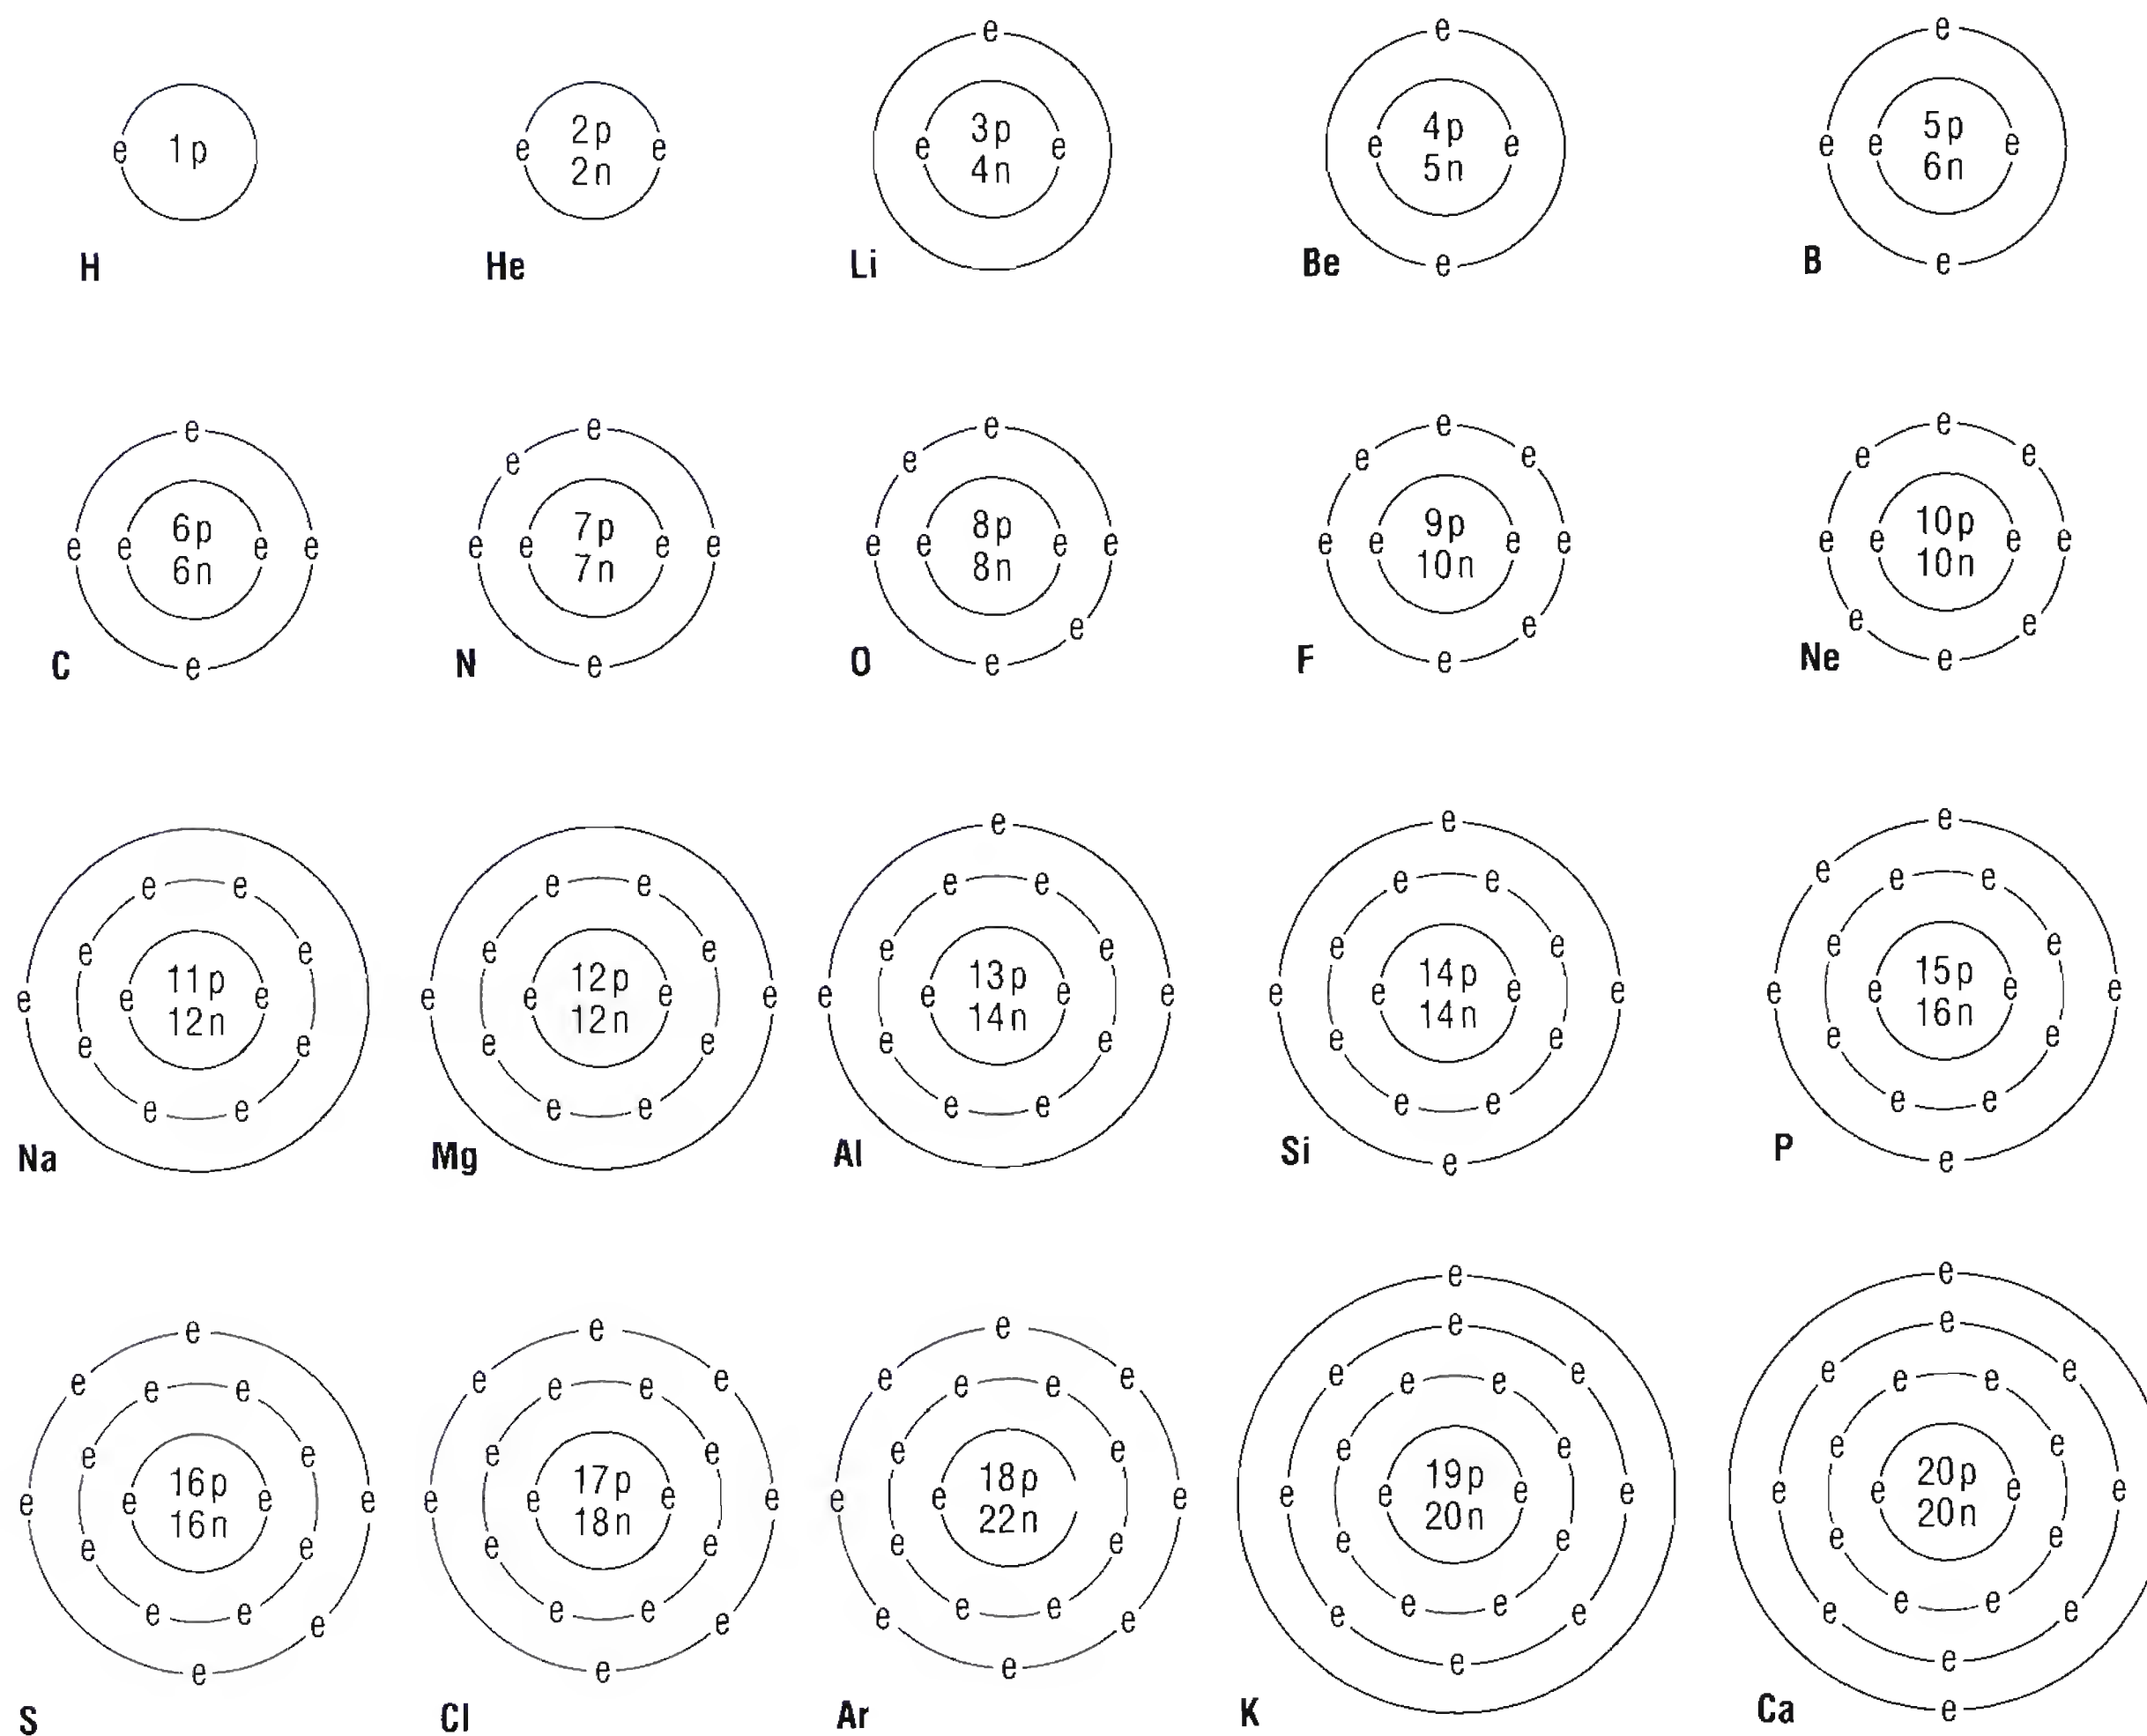 e 1p
H
e 2p e
2n
He
e
e 3p e
4n
Li
e
e 4p e
5n
e
Be
e
e e 5p e
6n
e
B
e
e e 6p e e
6n
e
C
e
e
e e 7p e e
7n
e
N
e
e
e e 8p e e
8n
e
e
O
e
e e
e e 9p e e
10n
e
e
F
e
e e
e e 10p e e
10n
e e
e
Ne
e e
e e
e e 11p e
12n
e e
e e
Na
e e
e e
e e 12p e e
12n
e e
e e
Mg
e
e e
e e
e e 13p e e
14n
e e
e e
Al
e
e e
e e
e e 14p e e
14n
e e
e e
e
Si
e
e
e e
e e
e e 15p e e
16n
e e
e e
e
P
e
e
e e
e e
e e 16p e e
16n
e e
e e
e
e
S
e
e e
e e
e e
e e 17p e e
18n
e e
e e
e
e
Cl
e
e e
e e
e e
e e 18p e
22n
e e
e e
e e
e
Ar
e
e
e e
e e
e e
e e 19p e e
20n
e e
e e
e e
e
K
e
e
e e
e e
e e
e e 20p e e
20n
e e
e e
e e
e
e
Ca